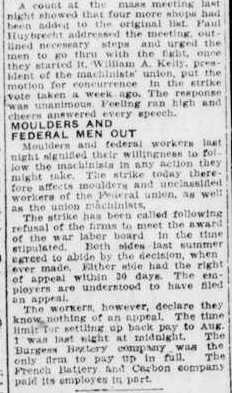 A count at the mass meeting last
night showed that four more shops had
been added to the original list. Paul
Huybrecht addressed the meeting, out-
lined necessary steps and urged the
men to go through with the fight, once
they started it. William A. Kelly, pres-
ident of the machinists' union, put the
motion for concurrence in the strike
vote taken a week ago. The response
was unanimous. Feeling ran high and
cheers answered every speech.
MOULDERS AND
FEDERAL MEN OUT
Moulders and federal workers last
night signified their willingness to fol-
low the machinists in any action they
might take. The strike today there-
fore affects moulders and unclassified
workers of the Federal union, as well
as the union machinists.
The strike has been called following
refusal of the firms to meet the award
of the war labor board in the time
stipulated. Both sides last summer
agreed to abide by the decision, when
ever made. Either side had the right
of appeal within 30 days. The em-
ployers are understood to have filed
an appeal.
The workers, however, declare they
know nothing of an appeal. The time
limit for settling up back pay to Aug.
1 was last night at midnight. The
Burgess Battery company was the
only firm to pay up in full. The
French Battery and Carbon company
paid its employes in part.